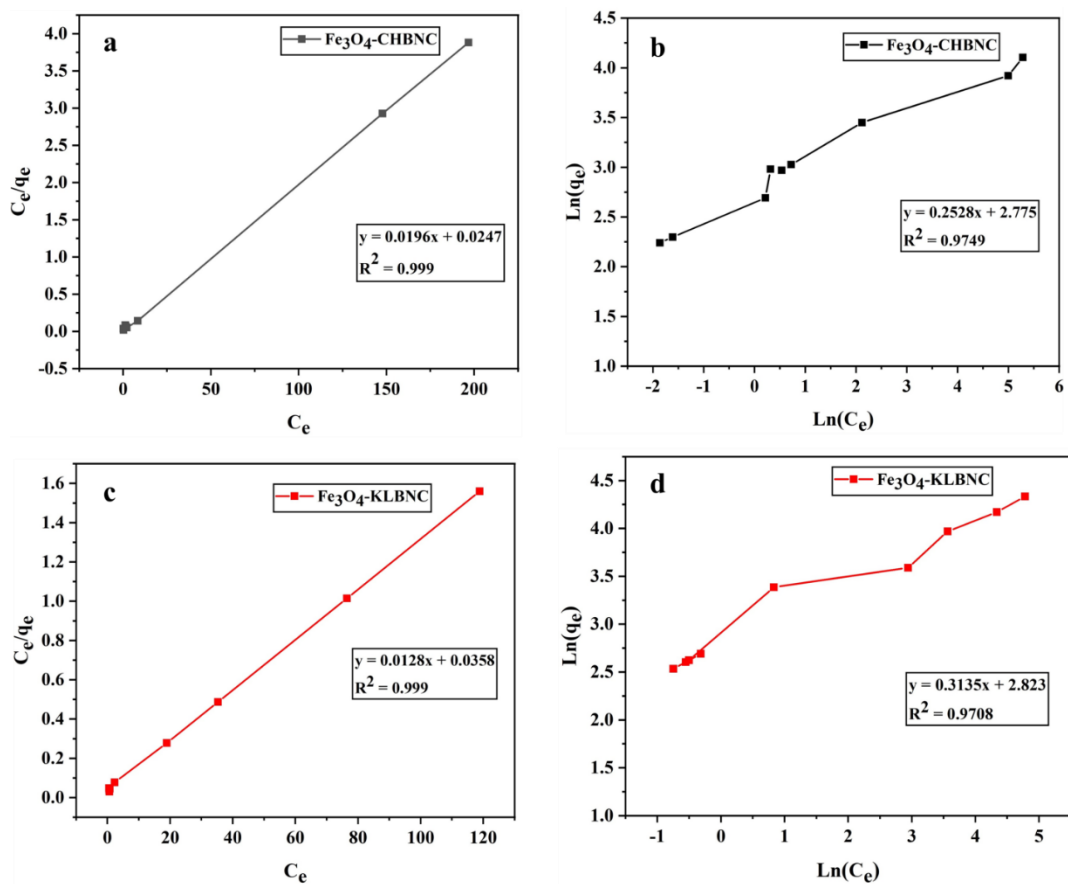 a
Fe3O4-CHBNC
Ce/qe
4.0
3.5
3.0
2.5
2.0
1.5
1.0
0.5
0.0
-0.5
y = 0.0196x + 0.0247
R² = 0.999
0
50
100
150
200
Ce
b
Fe3O4-CHBNC
Ln(qe)
4.5
4.0
3.5
3.0
2.5
2.0
1.5
1.0
y = 0.2528x + 2.775
R² = 0.9749
-2
-1
0
1
2
3
4
5
6
Ln(Ce)
c
Fe3O4-KLBNC
Ce/qe
1.6
1.4
1.2
1.0
0.8
0.6
0.4
0.2
0.0
y = 0.0128x + 0.0358
R² = 0.999
0
20
40
60
80
100
120
Ce
d
Fe3O4-KLBNC
Ln(qe)
4.5
4.0
3.5
3.0
2.5
2.0
1.5
1.0
y = 0.3135x + 2.823
R² = 0.9708
-1
0
1
2
3
4
5
Ln(Ce)